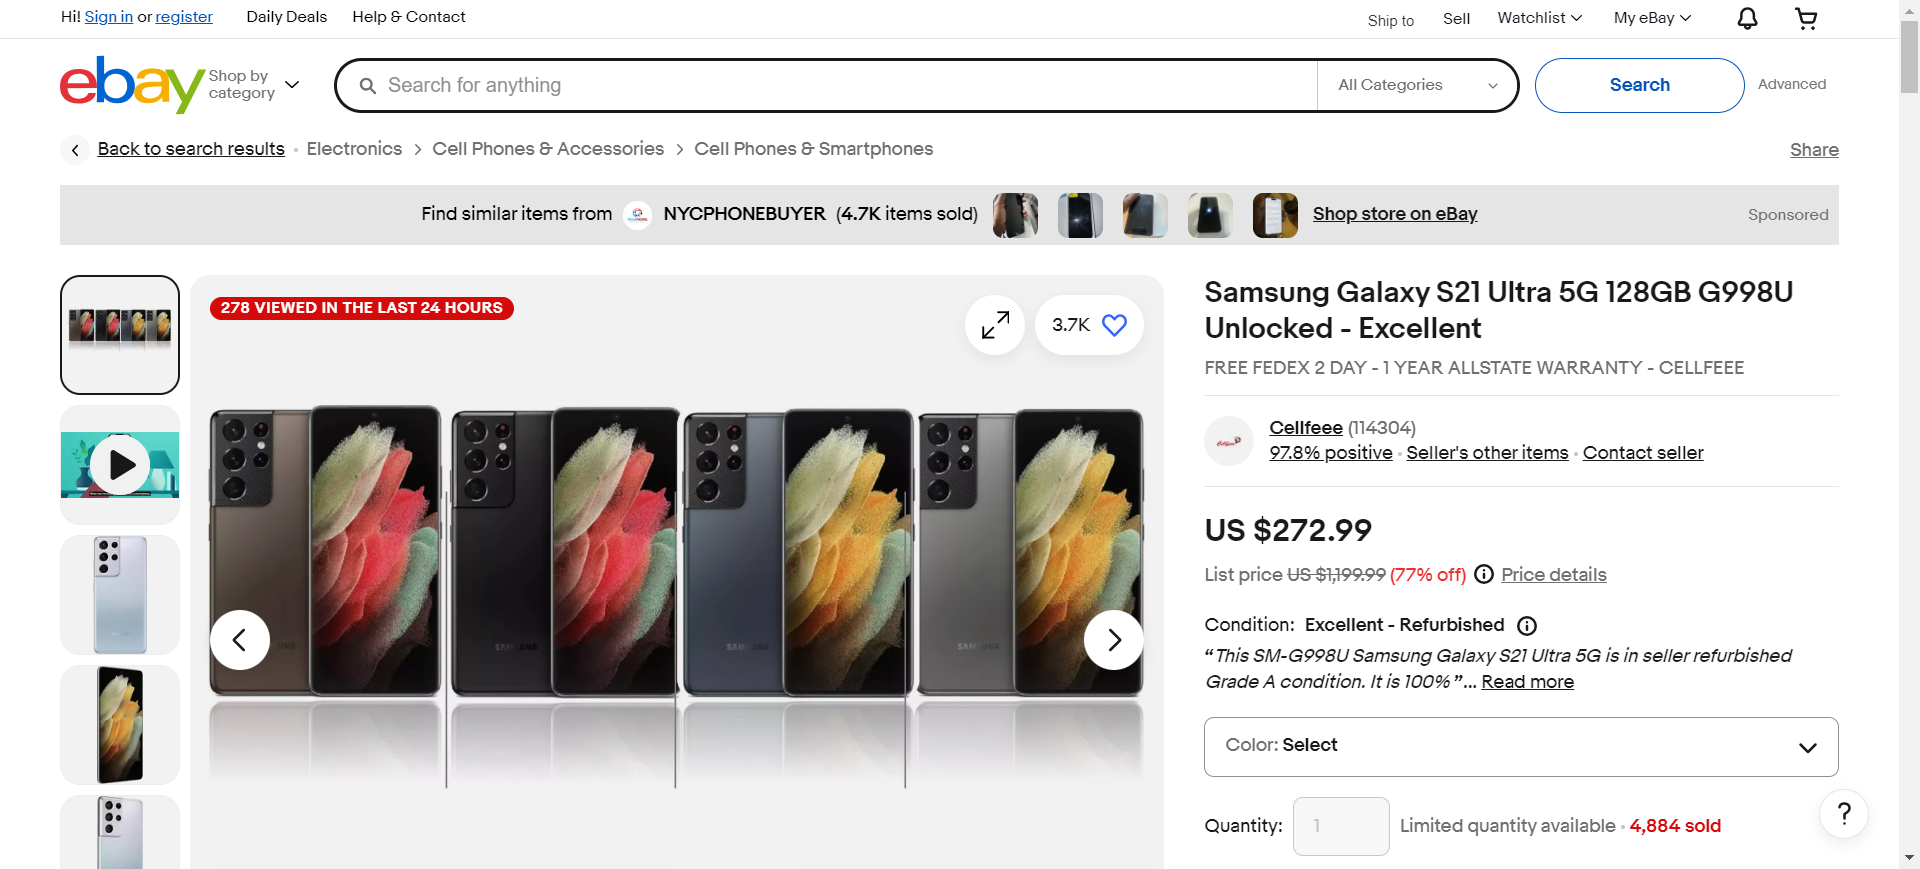 Hi! Sign in or register
Daily Deals
Help & Contact
Ship to
Sell
Watchlist
My eBay
ebay
Shop by
category
Search for anything
All Categories
Search
Advanced
Back to search results
Electronics
Cell Phones & Accessories
Cell Phones & Smartphones
Share
Find similar items from
NYCPHONEBUYER (4.7K items sold)
Shop store on eBay
Sponsored
278 VIEWED IN THE LAST 24 HOURS
3.7K
SAMSUNG
SAMSUNG
SAMSUNG
Samsung Galaxy S21 Ultra 5G 128GB G998U
Unlocked - Excellent
FREE FEDEX 2 DAY - 1 YEAR ALLSTATE WARRANTY - CELLFEEE
Cellfeee
Cellfeee (114304)
97.8% positive · Seller's other items · Contact seller
US $272.99
List price US $1,199.99 (77% off)
Price details
Condition: Excellent - Refurbished
“This SM-G998U Samsung Galaxy S21 Ultra 5G is in seller refurbished
Grade A condition. It is 100%”... Read more
Color: Select
Quantity:
1
Limited quantity available · 4,884 sold
?